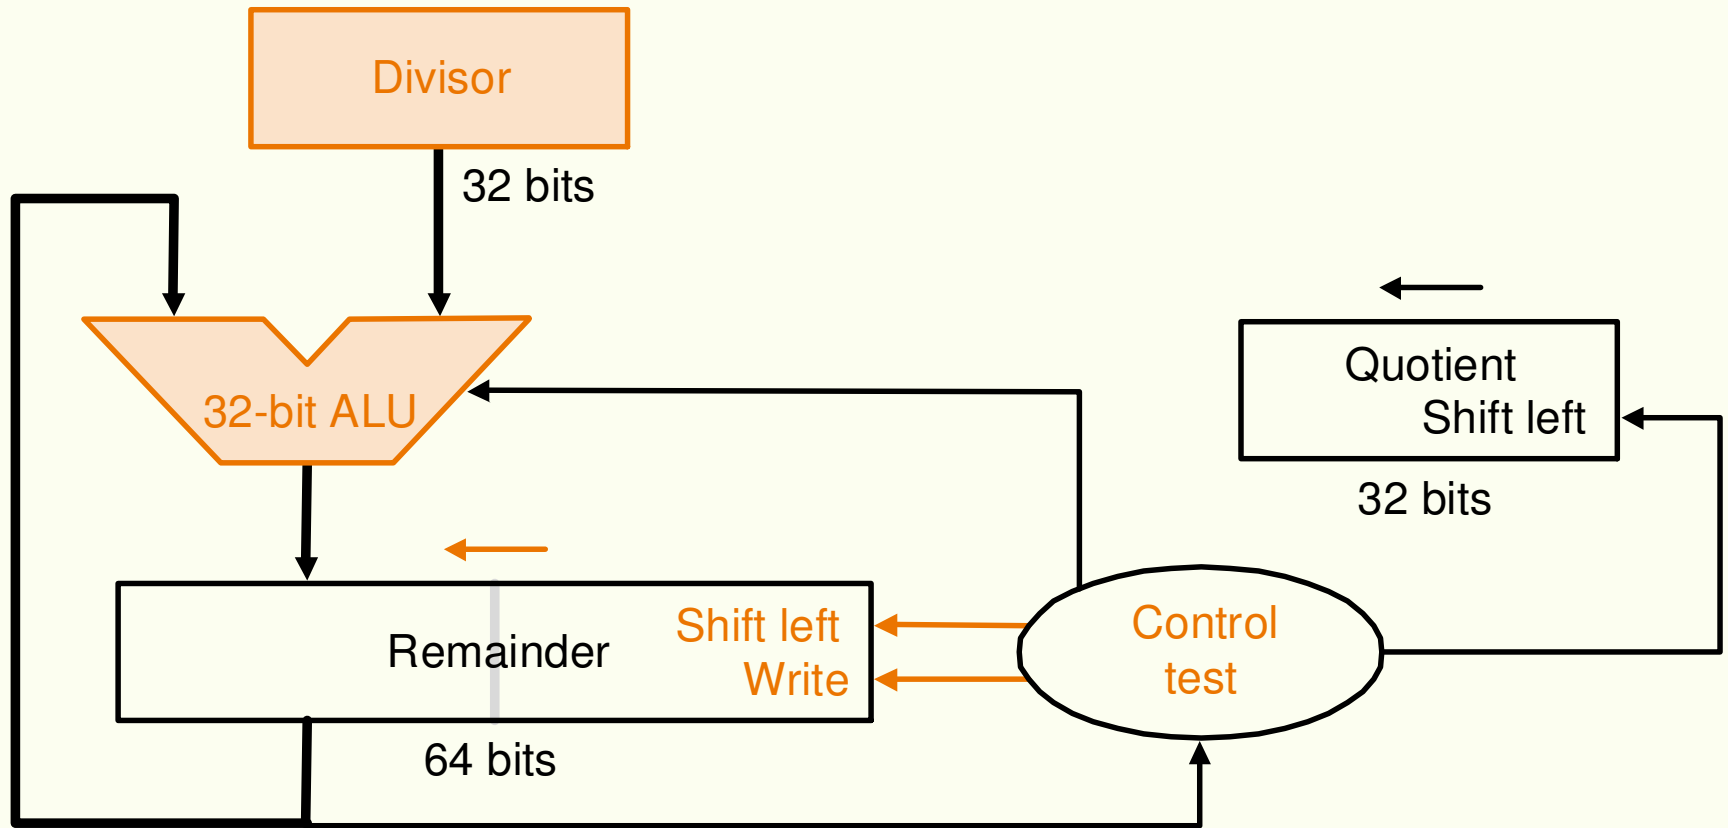 Divisor
32 bits
32-bit ALU
Quotient
Shift left
32 bits
Remainder
Shift left
Write
64 bits
Control
test